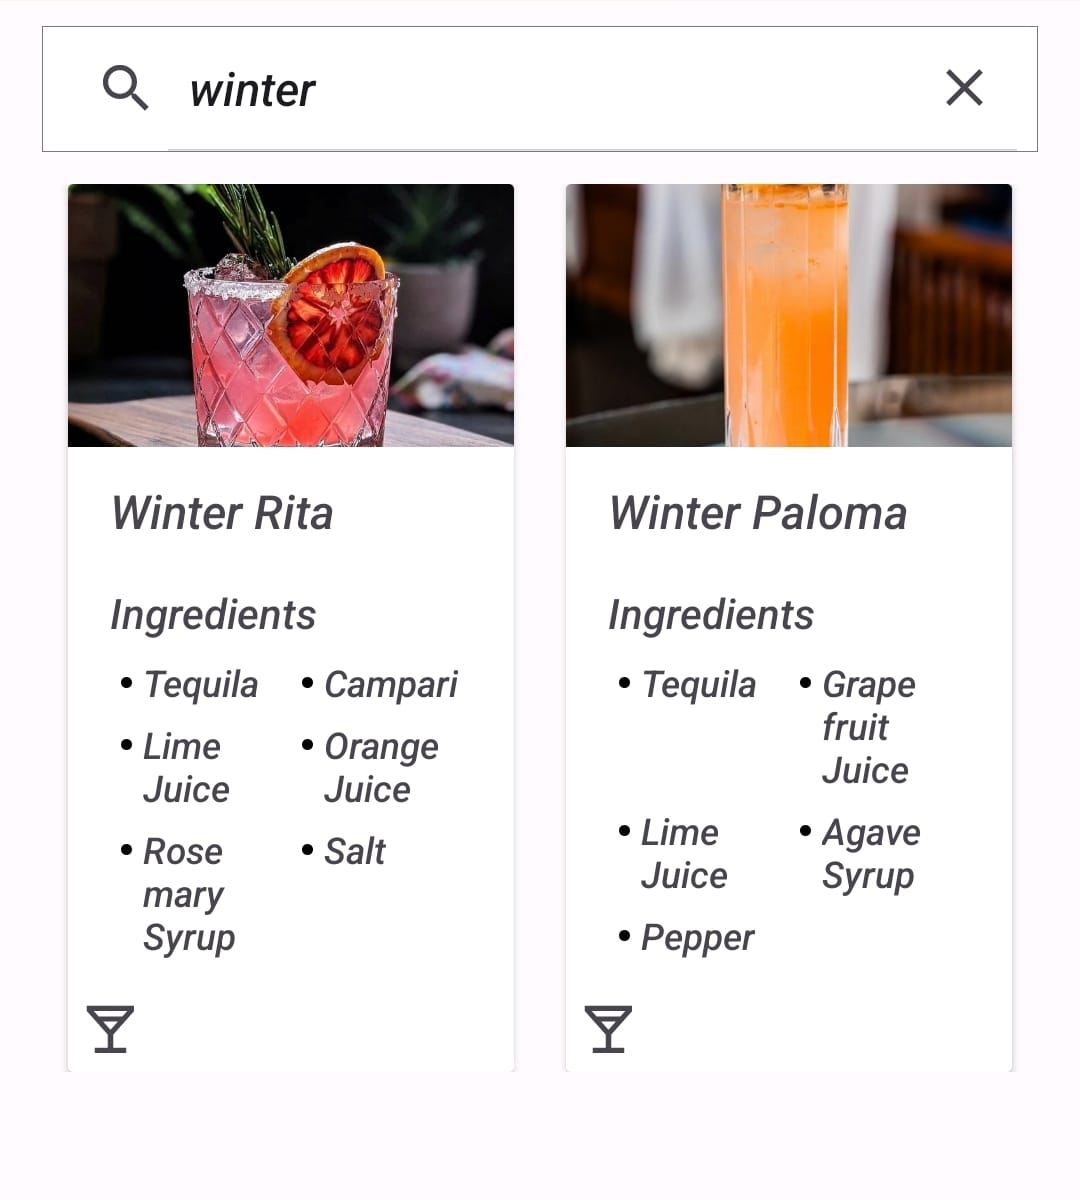 winter
Winter Rita
Ingredients
• Tequila
• Campari
• Lime
Juice
• Orange
Juice
• Rose
mary
Syrup
• Salt
Winter Paloma
Ingredients
• Tequila
• Grape
fruit
Juice
• Lime
Juice
• Agave
Syrup
• Pepper